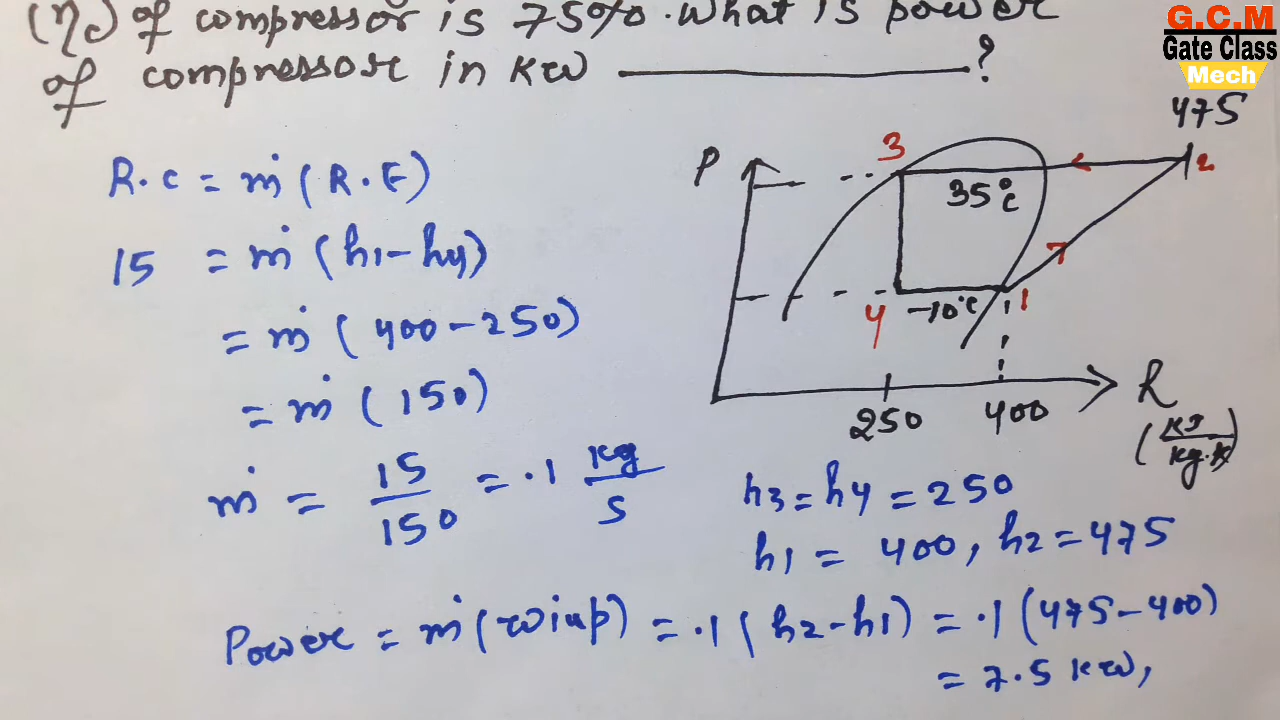 (ηc) of compressor is 75%. What is power
of compressor in kw ?
G.C.M
Gate Class
Mech
R.C = ṁ (R.E)
15 = ṁ (h1-h4)
= ṁ (400-250)
= ṁ (150)
ṁ = 15/150 = .1 kg/s
475
P
3
2
35°c
4
-10°c
1
250
400
h
(kJ/kg.k)
h3 = h4 = 250
h1 = 400, h2 = 475
Power = ṁ (winp) = .1 (h2-h1) = .1 (475-400)
= 7.5 kw,